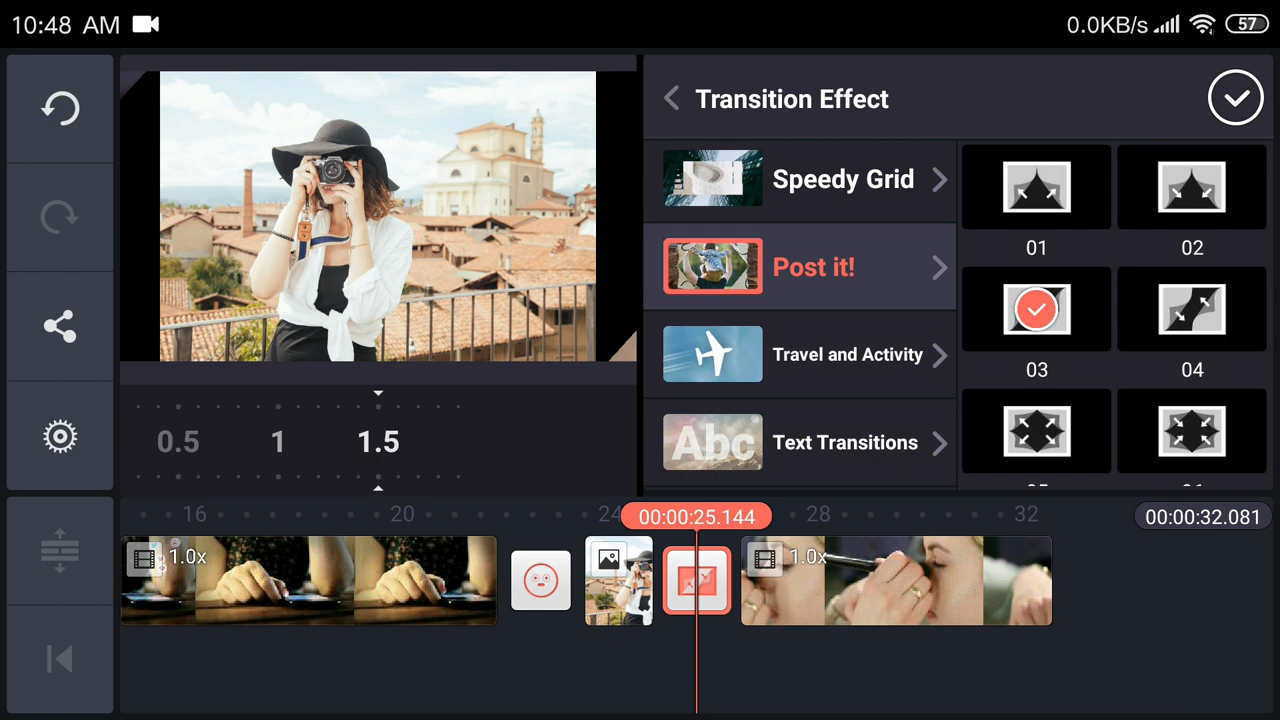 10:48 AM
0.0KB/s
57
Transition Effect
Speedy Grid
Post it!
Travel and Activity
Abc
Text Transitions
01
02
03
04
0.5
1
1.5
16
20
24
28
32
00:00:25.144
00:00:32.081
1.0x
1.0x